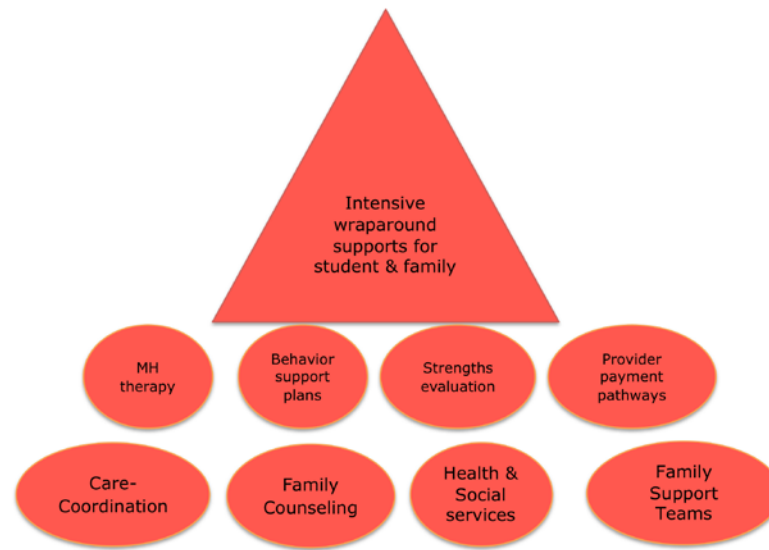 Intensive
wraparound
supports for
student & family
MH
therapy
Behavior
support
plans
Strengths
evaluation
Provider
payment
pathways
Care-
Coordination
Family
Counseling
Health &
Social
services
Family
Support
Teams